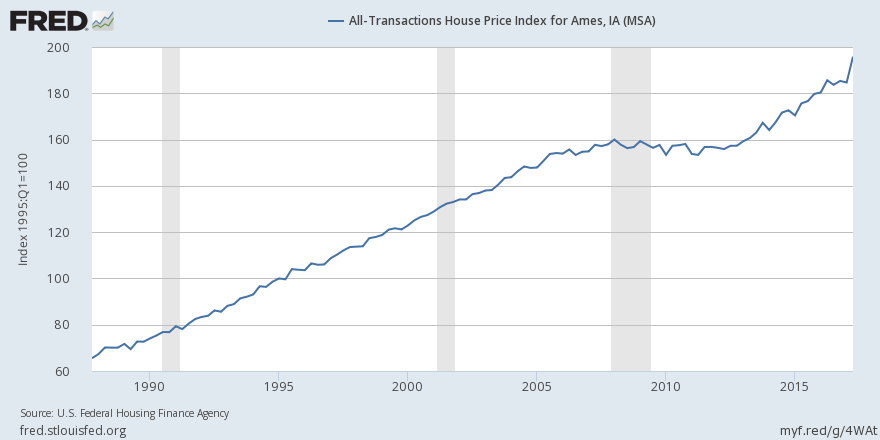 FRED
All-Transactions House Price Index for Ames, IA (MSA)
Index 1995:Q1=100
200
180
160
140
120
100
80
60
1990
1995
2000
2005
2010
2015
Source: U.S. Federal Housing Finance Agency
fred.stlouisfed.org
myf.red/g/4WAt